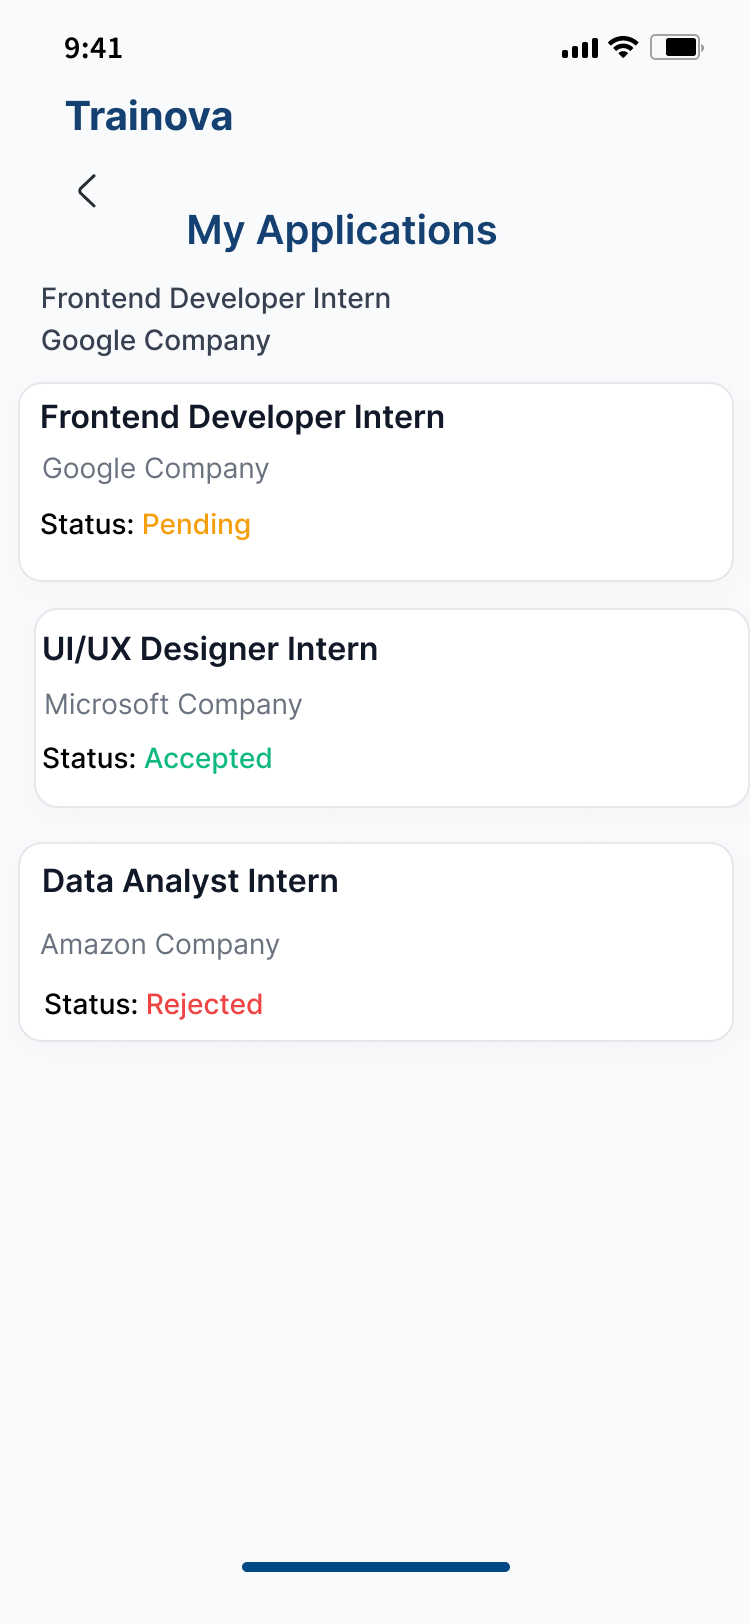 9:41
Trainova
My Applications
Frontend Developer Intern
Google Company
Frontend Developer Intern
Google Company
Status: Pending
UI/UX Designer Intern
Microsoft Company
Status: Accepted
Data Analyst Intern
Amazon Company
Status: Rejected